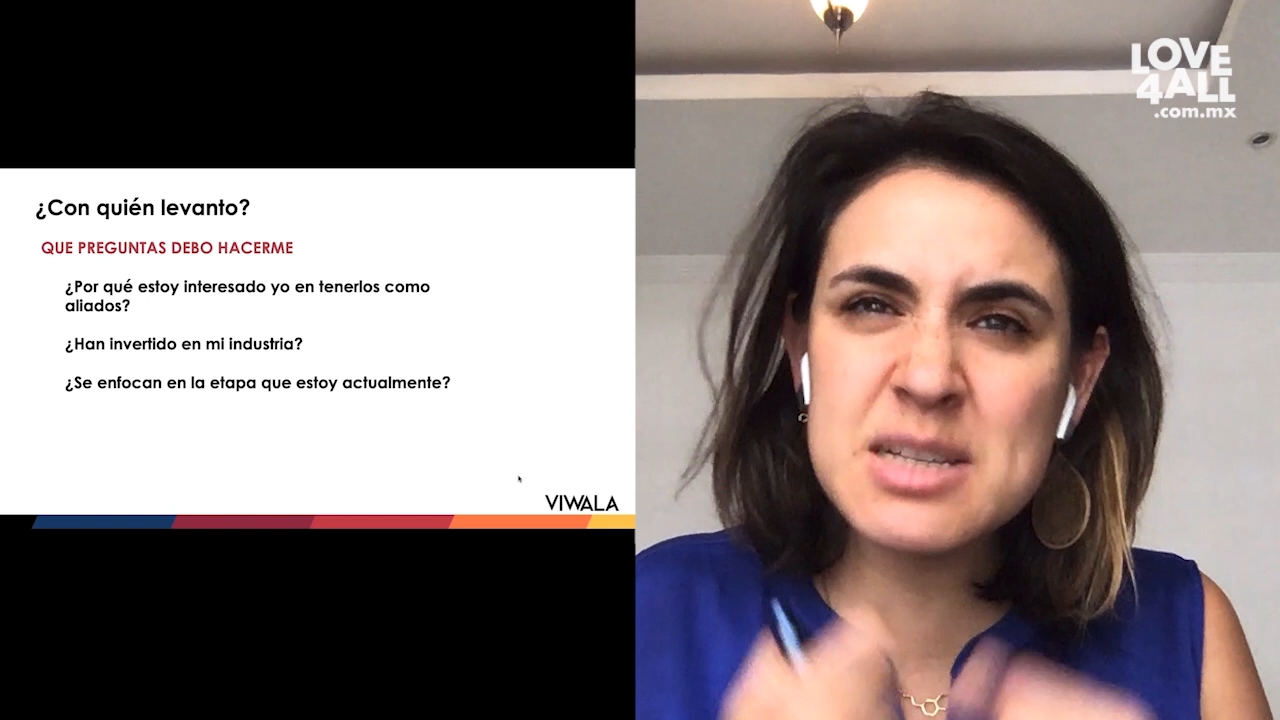 ¿Con quién levanto?
QUE PREGUNTAS DEBO HACERME
¿Por qué estoy interesado yo en tenerlos como
aliados?
¿Han invertido en mi industria?
¿Se enfocan en la etapa que estoy actualmente?
VIWALA
LOVE
4ALL
.com.mx